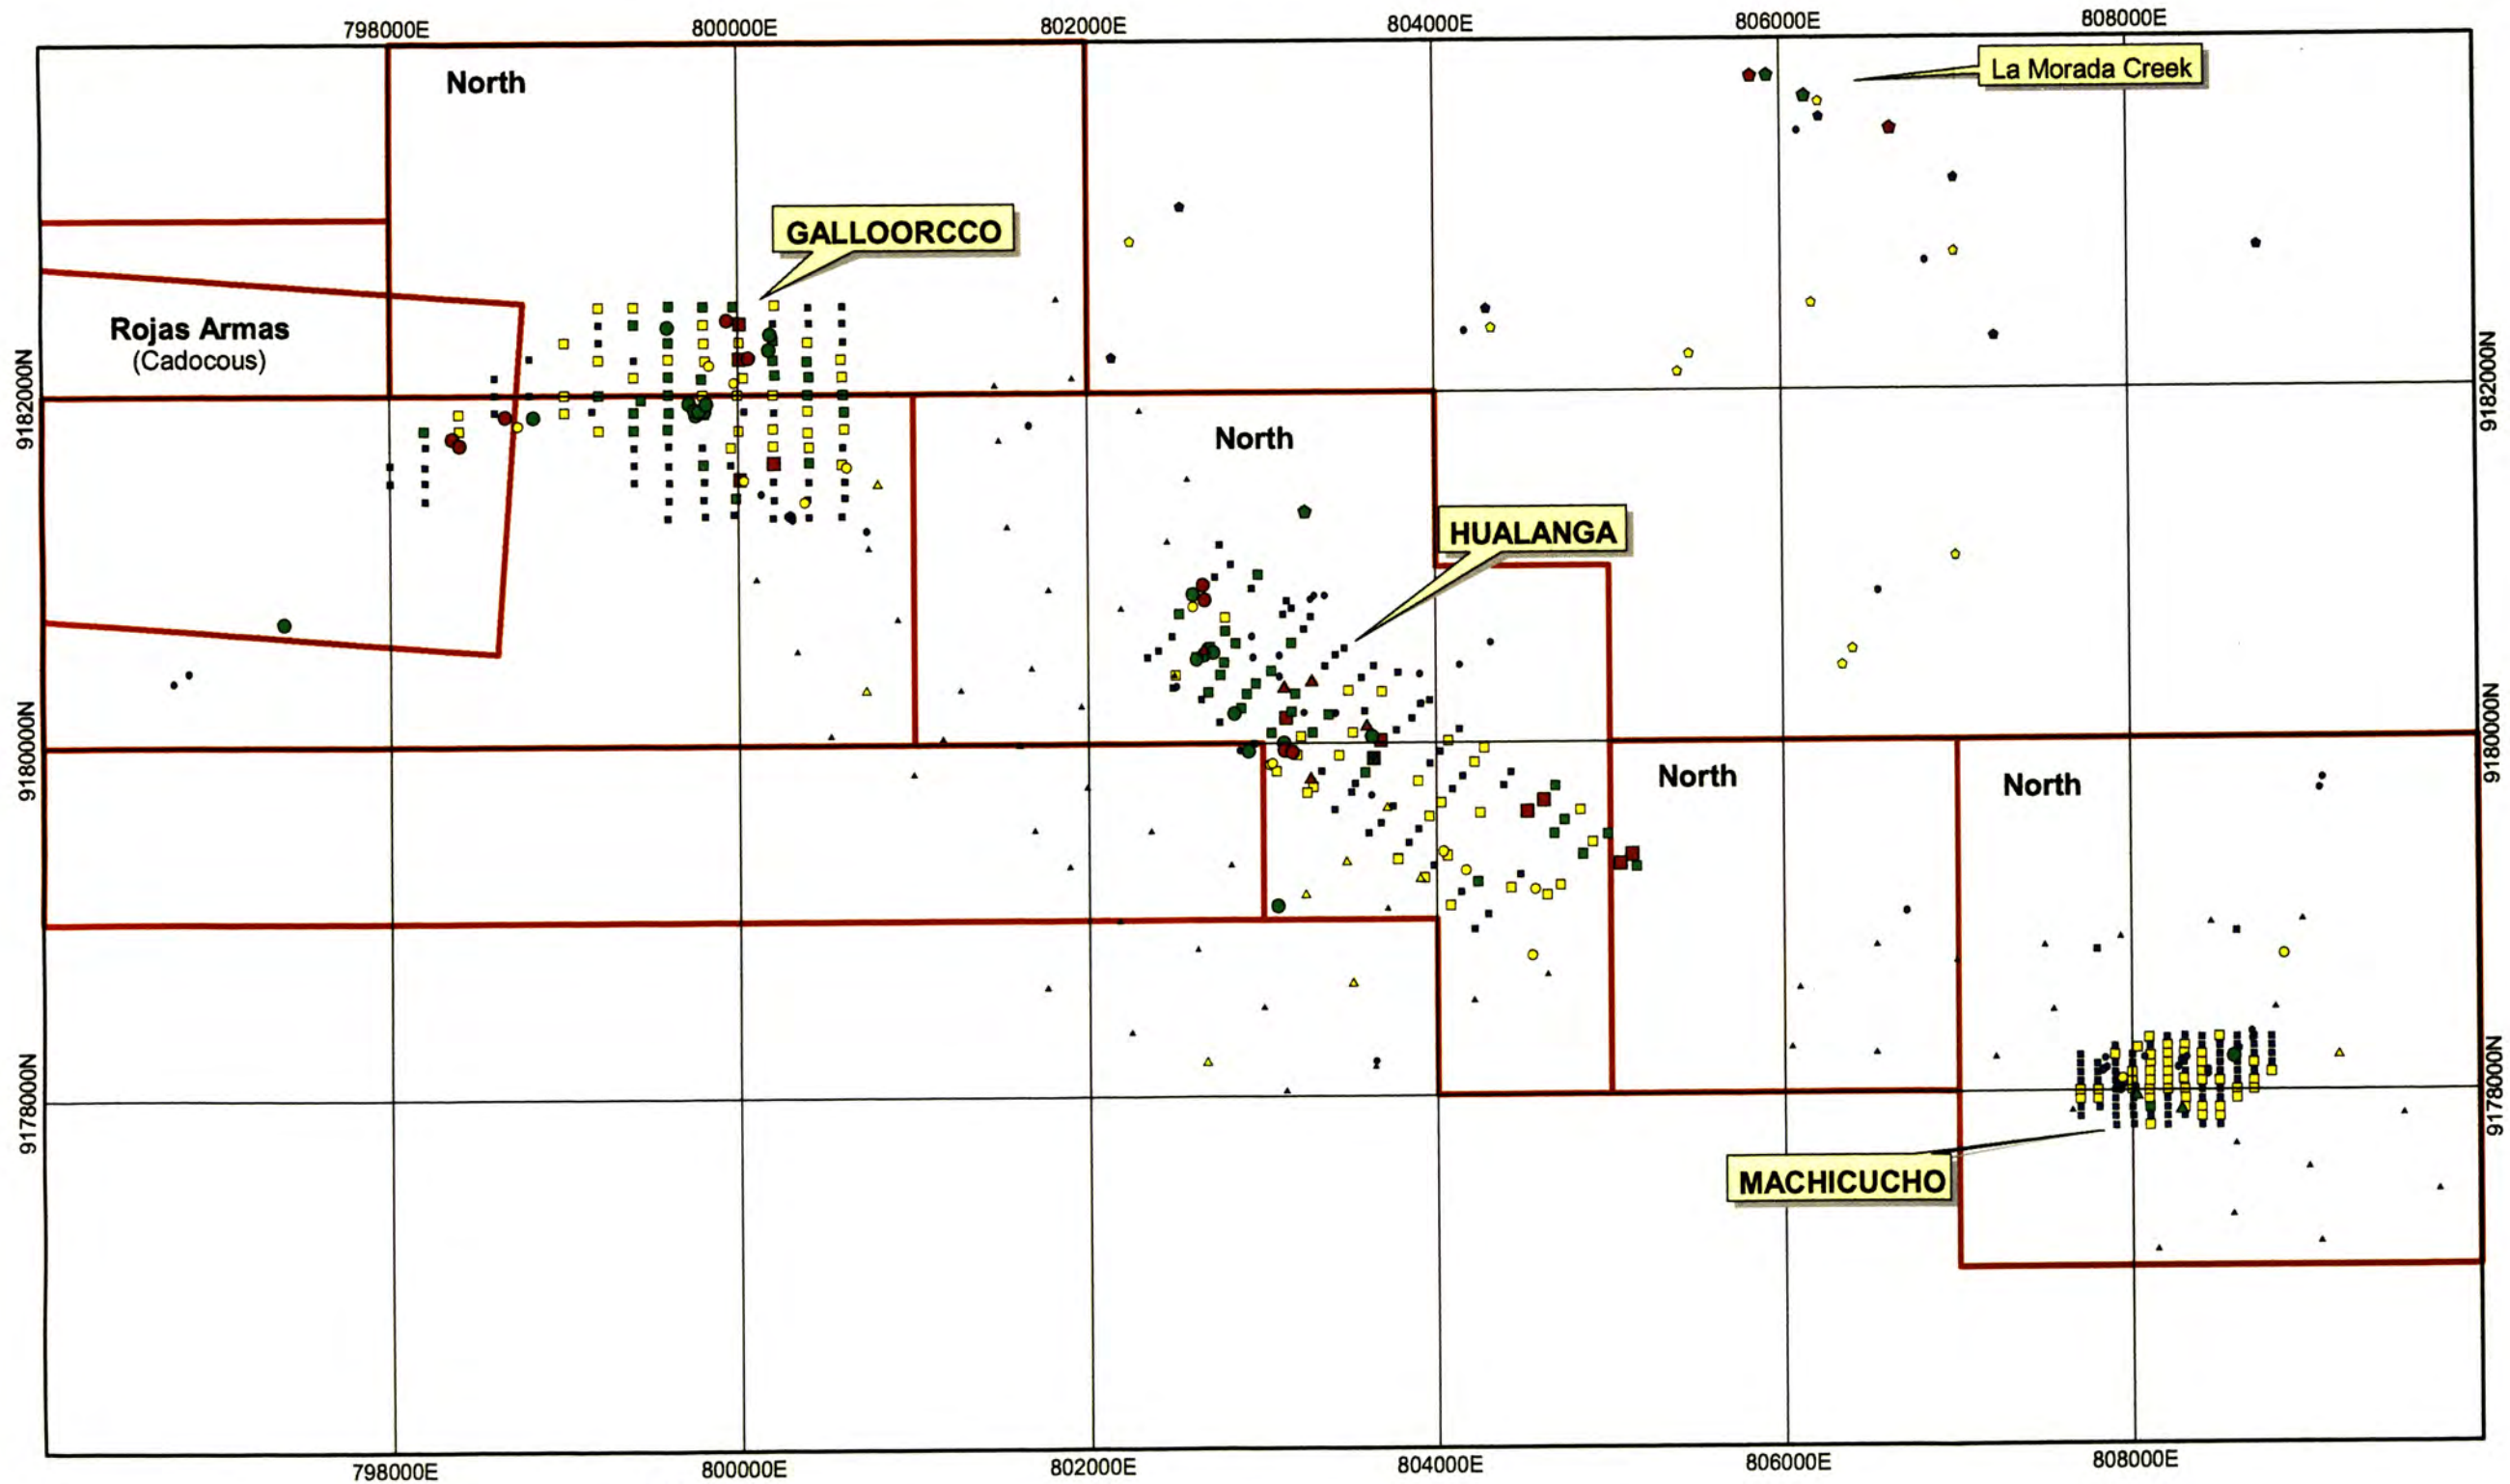 798000E
800000E
802000E
804000E
806000E
808000E
North
La Morada Creek
GALLOORCCO
Rojas Armas
(Cadocous)
9182000N
9182000N
North
HUALANGA
9180000N
9180000N
North
North
9178000N
9178000N
MACHICUCHO
798000E
800000E
802000E
804000E
806000E
808000E